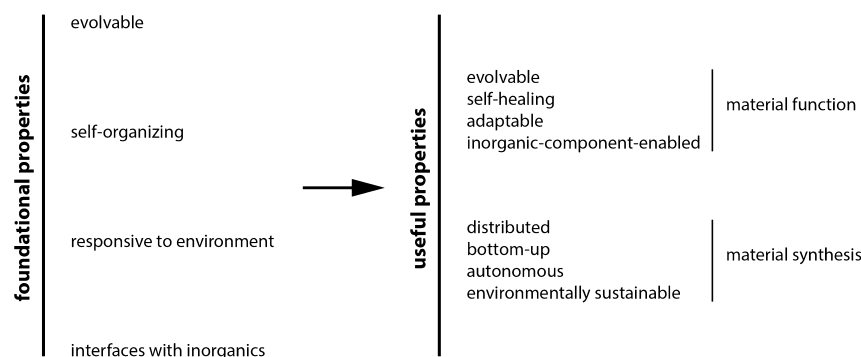 foundational properties
evolvable
self-organizing
responsive to environment
interfaces with inorganics
useful properties
evolvable
self-healing
adaptable
inorganic-component-enabled
material function
distributed
bottom-up
autonomous
environmentally sustainable
material synthesis